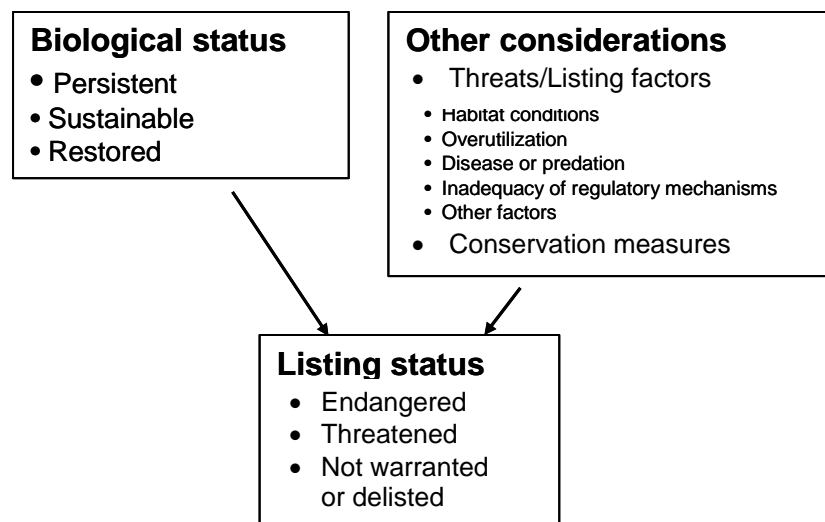 Biological status
• Persistent
• Sustainable
• Restored
Other considerations
• Threats/Listing factors
• Habitat conditions
• Overutilization
• Disease or predation
• Inadequacy of regulatory mechanisms
• Other factors
• Conservation measures
Listing status
• Endangered
• Threatened
• Not warranted
or delisted